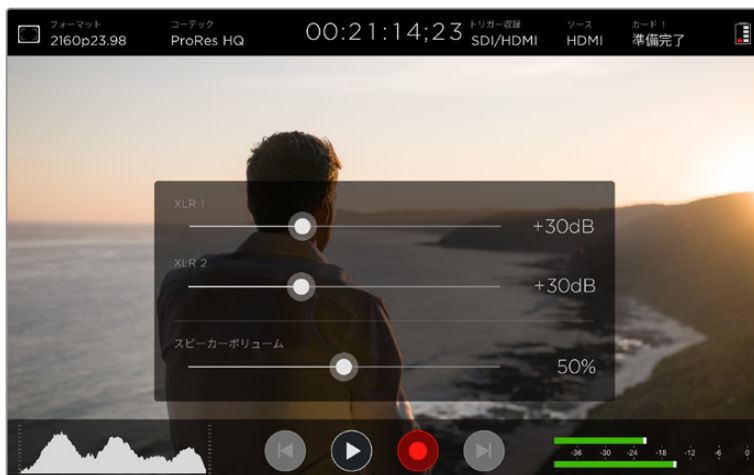 フォーマット
2160p23.98
コーデック
ProRes HQ
00:21:14;23
トリガー収録
SDI/HDMI
ソース
HDMI
カード 1
準備完了
XLR 1
+30dB
XLR 2
+30dB
スピーカーボリューム
50%
-36 -30 -24 -18 -12 -6